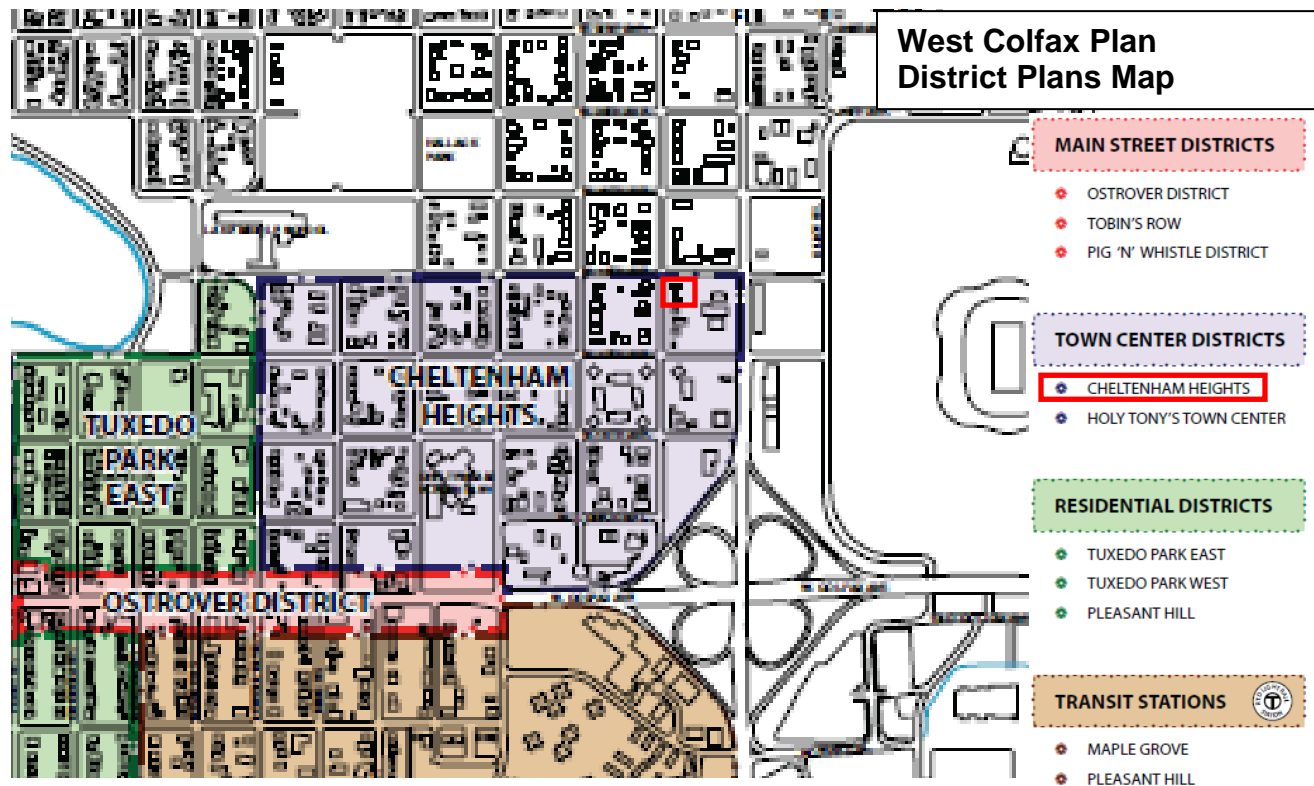 West Colfax Plan
District Plans Map
MAIN STREET DISTRICTS
OSTROVER DISTRICT
TOBIN'S ROW
PIG 'N' WHISTLE DISTRICT
TOWN CENTER DISTRICTS
CHELTENHAM HEIGHTS
HOLY TONY'S TOWN CENTER
RESIDENTIAL DISTRICTS
TUXEDO PARK EAST
TUXEDO PARK WEST
PLEASANT HILL
TRANSIT STATIONS
MAPLE GROVE
PLEASANT HILL
CHELTENHAM
HEIGHTS
TUXEDO
PARK
EAST
OSTROVER DISTRICT